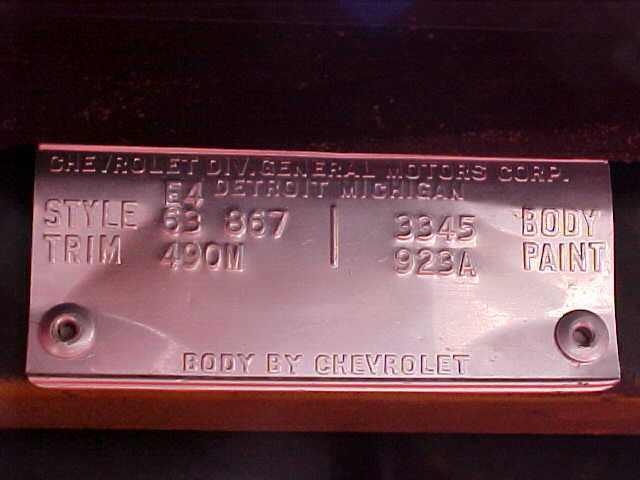 CHEVROLET DIV. GENERAL MOTORS CORP.
E4 DETROIT MICHIGAN
STYLE 63 867 | 3345 BODY
TRIM 490M 923A PAINT
BODY BY CHEVROLET